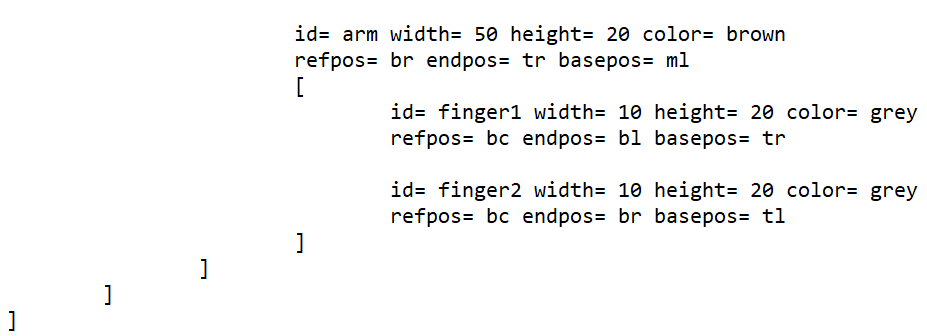 id= arm width= 50 height= 20 color= brown
refpos= br endpos= tr basepos= ml
[
id= finger1 width= 10 height= 20 color= grey
refpos= bc endpos= bl basepos= tr
id= finger2 width= 10 height= 20 color= grey
refpos= bc endpos= br basepos= tl
]
]
]
]